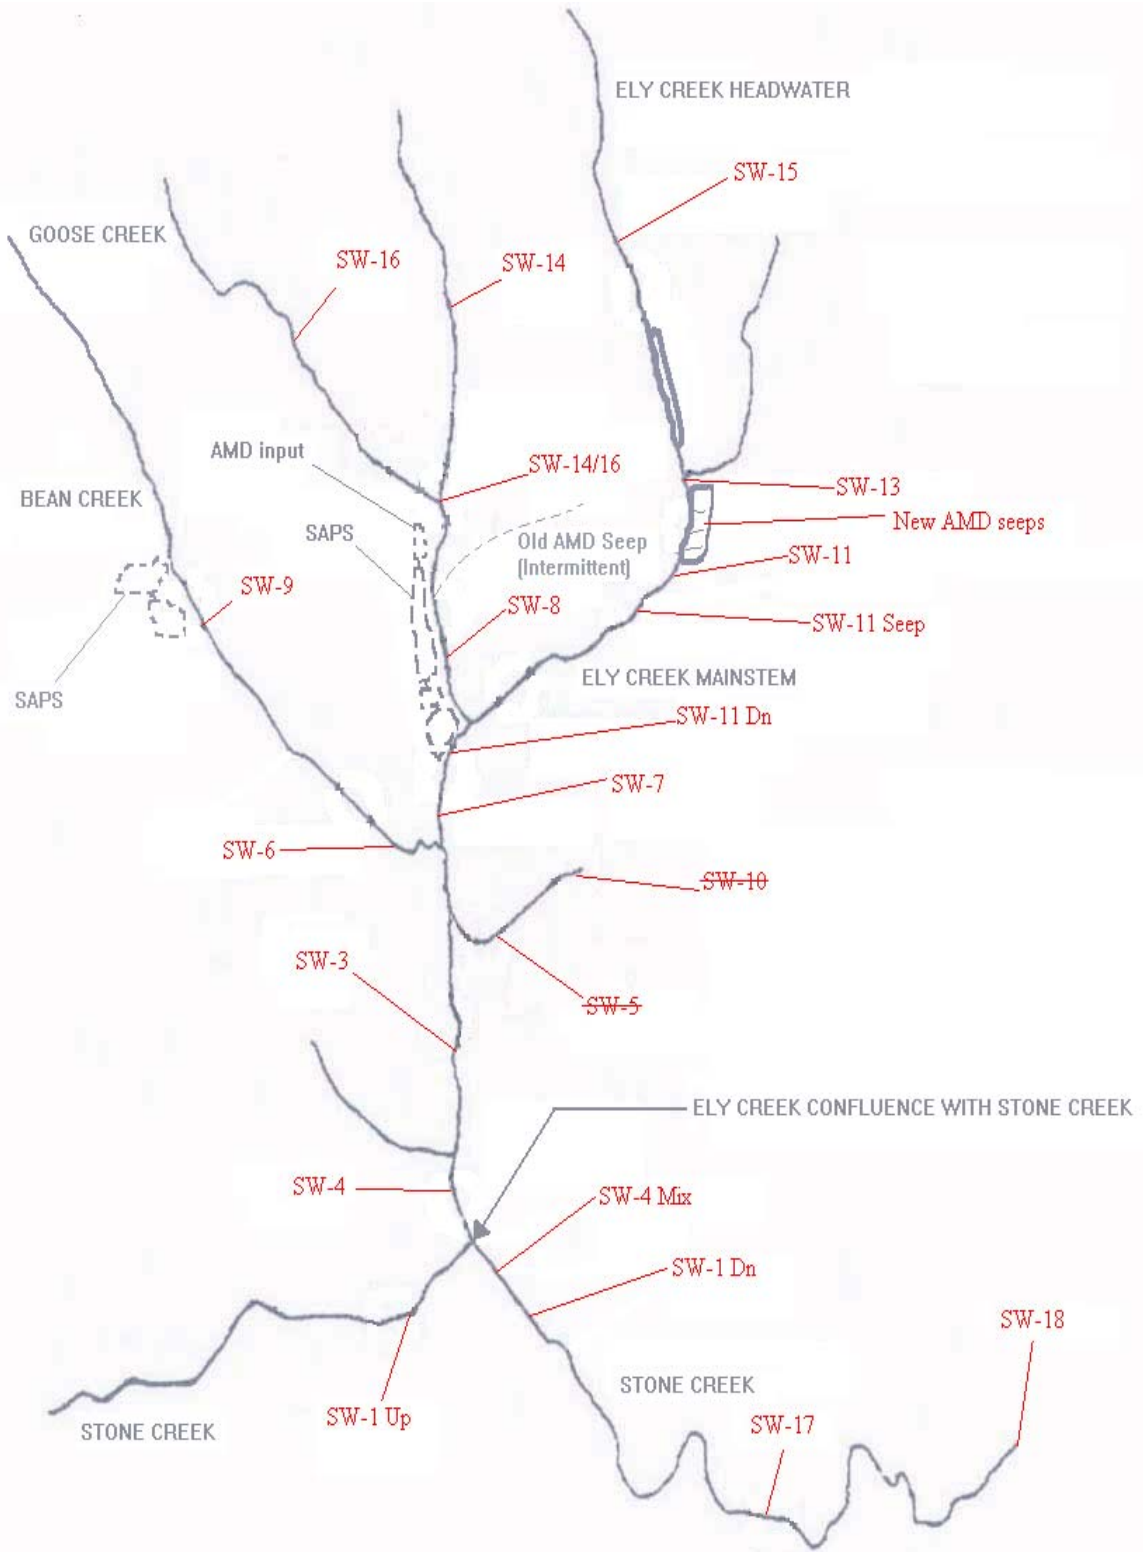 ELY CREEK HEADWATER
SW-15
GOOSE CREEK
SW-16
SW-14
AMD input
SW-14/16
BEAN CREEK
SW-13
SAPS
Old AMD Seep
(Intermittent)
New AMD seeps
SW-11
SW-9
SW-8
SW-11 Seep
SAPS
ELY CREEK MAINSTEM
SW-11 Dn
SW-7
SW-6
SW-10
SW-3
SW-5
ELY CREEK CONFLUENCE WITH STONE CREEK
SW-4
SW-4 Mix
SW-1 Dn
SW-18
STONE CREEK
SW-1 Up
SW-17
STONE CREEK